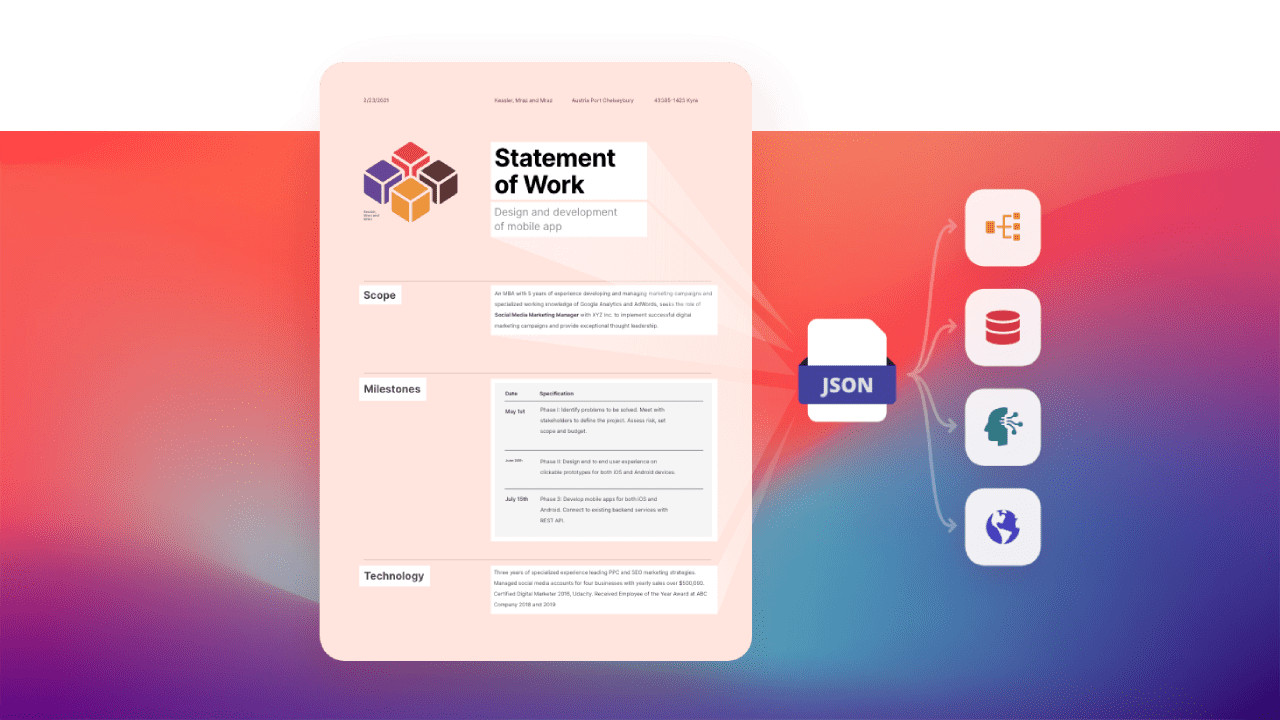 2/23/2021 Kessler, Mraz and Mraz Austria Port Chelseybury 43585-1423 Kyra
Statement
of Work
Design and development
of mobile app
Scope
An MBA with 5 years of experience developing and managing marketing campaigns and
specialized working knowledge of Google Analytics and AdWords, seeks the role of
Social Media Marketing Manager with XYZ Inc. to implement successful digital
marketing campaigns and provide exceptional thought leadership.
Milestones
Date Specification
May 1st Phase I: Identify problems to be solved. Meet with
stakeholders to define the project. Assess risk, set
scope and budget.
Phase II: Design end to end user experience on
clickable prototypes for both iOS and Android devices.
July 15th Phase 3: Develop mobile apps for both iOS and
Android. Connect to existing backend services with
REST API.
Technology
Three years of specialized experience leading PPC and SEO marketing strategies.
Managed social media accounts for four businesses with yearly sales over $500,000.
Certified Digital Marketer 2016, Udacity. Received Employee of the Year Award at ABC
Company 2018 and 2019
JSON